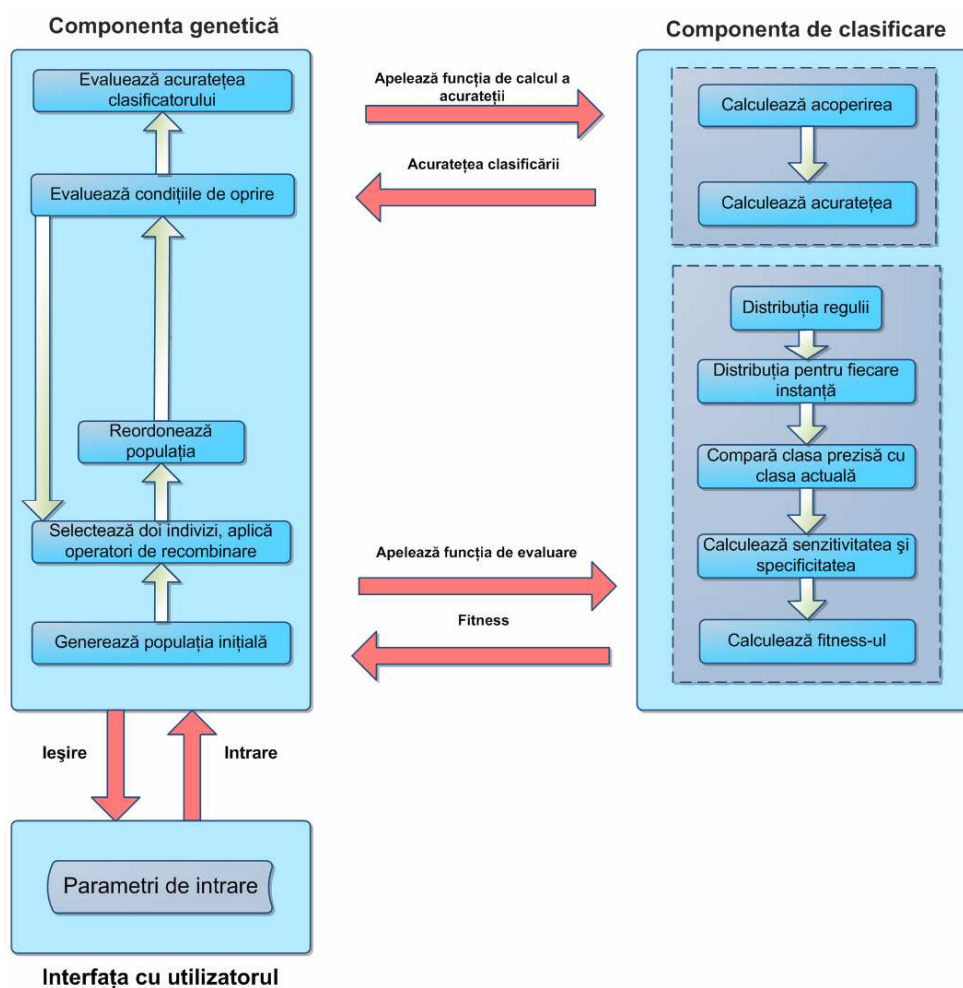 Componenta genetică
Evaluează acuratețea
clasificatorului
Evaluează condițiile de oprire
Reordonează
populația
Selectează doi indivizi, aplică
operatori de recombinare
Generează populația inițială
Apelează funcția de calcul a
acurateții
Acuratețea clasificării
Apelează funcția de evaluare
Fitness
Componenta de clasificare
Calculează acoperirea
Calculează acuratețea
Distribuția regulii
Distribuția pentru fiecare
instanță
Compară clasa prezisă cu
clasa actuală
Calculează senzitivitatea şi
specificitatea
Calculează fitness-ul
Ieşire
Intrare
Parametri de intrare
Interfața cu utilizatorul